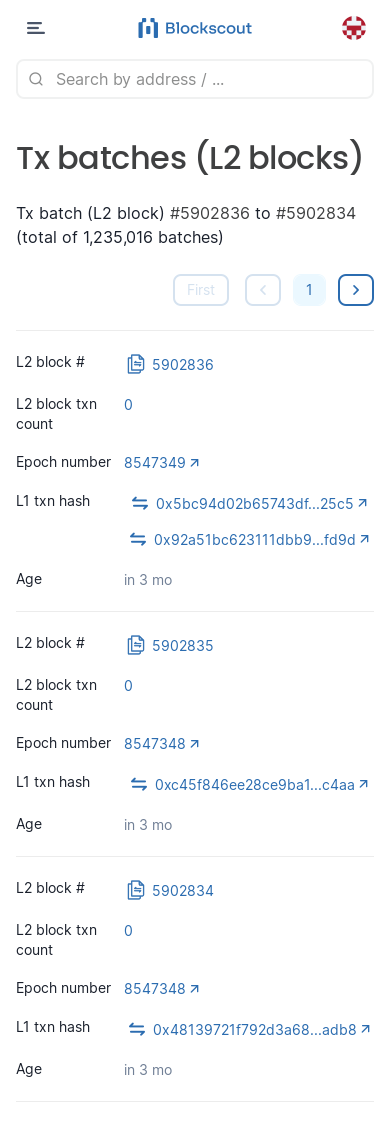 Blockscout
Search by address / ...
Tx batches (L2 blocks)
Tx batch (L2 block) #5902836 to #5902834
(total of 1,235,016 batches)
First 1
L2 block # 5902836
L2 block txn count 0
Epoch number 8547349
L1 txn hash 0x5bc94d02b65743df...25c5
0x92a51bc623111dbb9...fd9d
Age in 3 mo
L2 block # 5902835
L2 block txn count 0
Epoch number 8547348
L1 txn hash 0xc45f846ee28ce9ba1...c4aa
Age in 3 mo
L2 block # 5902834
L2 block txn count 0
Epoch number 8547348
L1 txn hash 0x48139721f792d3a68...adb8
Age in 3 mo